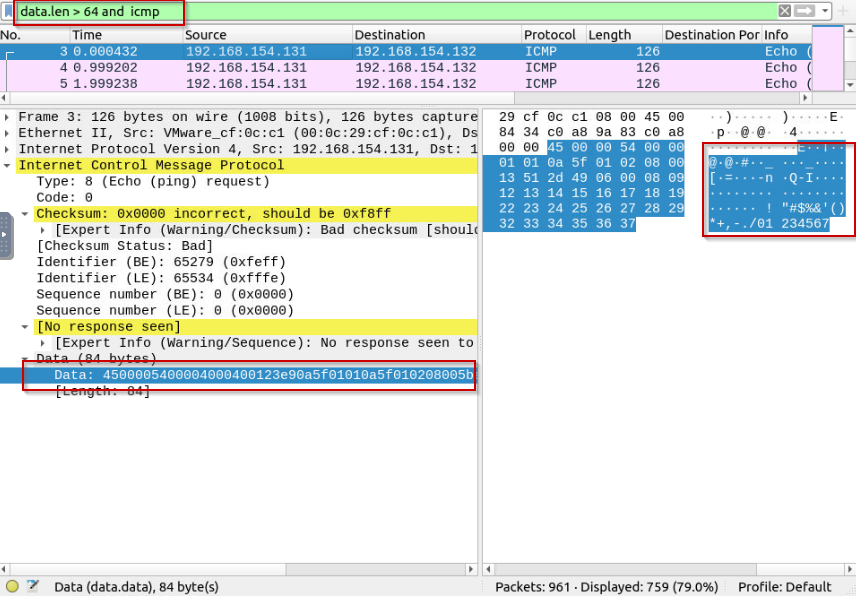 data.len > 64 and icmp
No. Time Source Destination Protocol Length Destination Por Info
3 0.000432 192.168.154.131 192.168.154.132 ICMP 126 Echo (
4 0.999202 192.168.154.131 192.168.154.132 ICMP 126 Echo (
5 1.999238 192.168.154.131 192.168.154.132 ICMP 126 Echo (
Frame 3: 126 bytes on wire (1008 bits), 126 bytes capture
Ethernet II, Src: VMware_cf:0c:c1 (00:0c:29:cf:0c:c1), Ds
Internet Protocol Version 4, Src: 192.168.154.131, Dst: 1
Internet Control Message Protocol
Type: 8 (Echo (ping) request)
Code: 0
Checksum: 0x0000 incorrect, should be 0xf8ff
[Expert Info (Warning/Checksum): Bad checksum [should
[Checksum Status: Bad]
Identifier (BE): 65279 (0xfeff)
Identifier (LE): 65534 (0xfffe)
Sequence number (BE): 0 (0x0000)
Sequence number (LE): 0 (0x0000)
[No response seen]
[Expert Info (Warning/Sequence): No response seen to
Data (84 bytes)
Data: 4500005400004000400123e90a5f01010a5f010208005b
[Length: 84]
29 cf 0c c1 08 00 45 00 ··)····· )·····E·
84 34 c0 a8 9a 83 c0 a8 ·p··@·@· ·4······
00 00 45 00 00 54 00 00 ········ ··E··T··
01 01 0a 5f 01 02 08 00 @·@·#··_ ···_····
13 51 2d 49 06 00 08 09 [·=····n ·Q-I····
12 13 14 15 16 17 18 19 ········ ········
22 23 24 25 26 27 28 29 ······ ! "#$%&'()
32 33 34 35 36 37 *+,-./01 234567
Data (data.data), 84 byte(s) Packets: 961 · Displayed: 759 (79.0%) Profile: Default